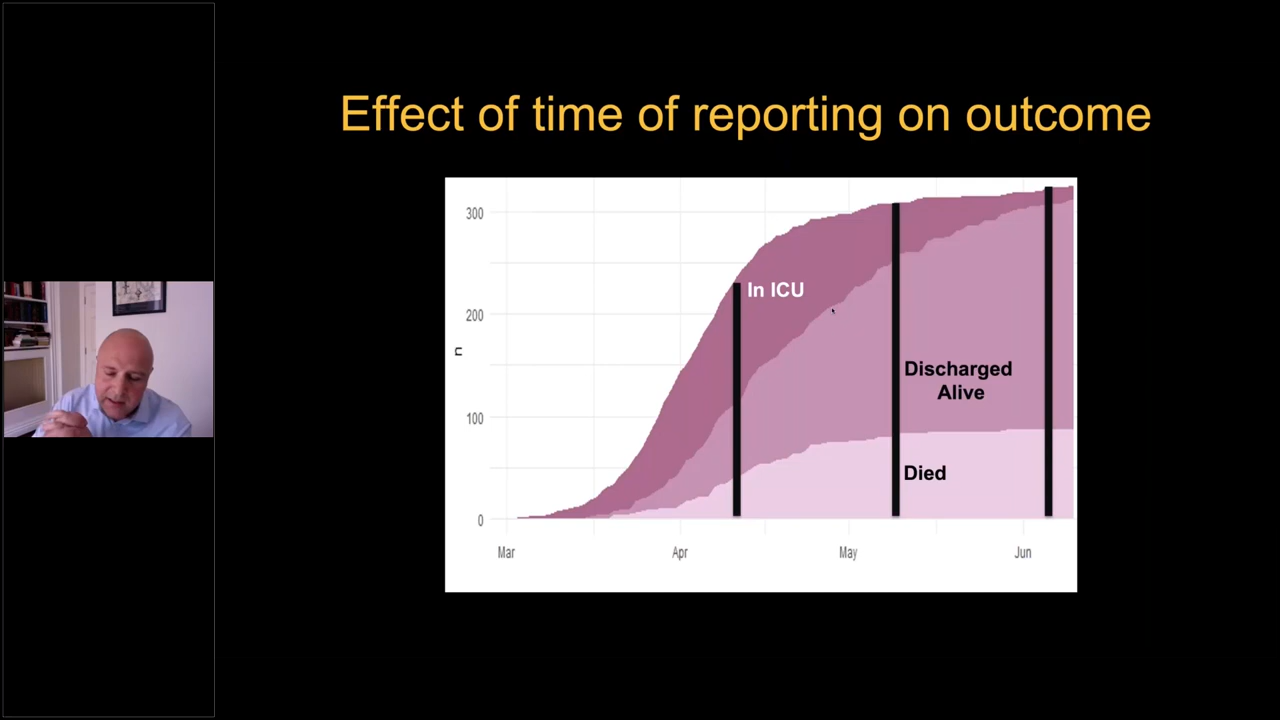 Effect of time of reporting on outcome
300
200
100
0
n
In ICU
Discharged
Alive
Died
Mar
Apr
May
Jun